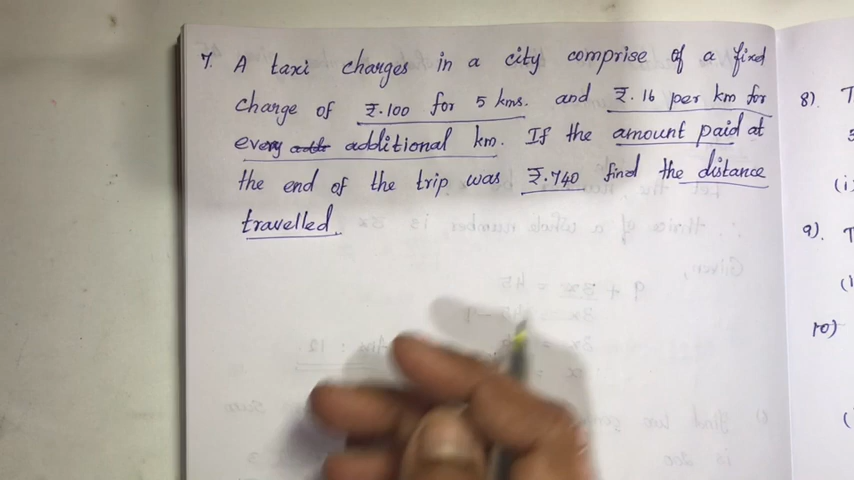 7. A taxi charges in a city comprise of a fixed
charge of ₹.100 for 5 kms. and ₹.16 per km for
every additional km. If the amount paid at
the end of the trip was ₹.740 find the distance
travelled.
8). T
5
(i
9). T
(i
10)
(